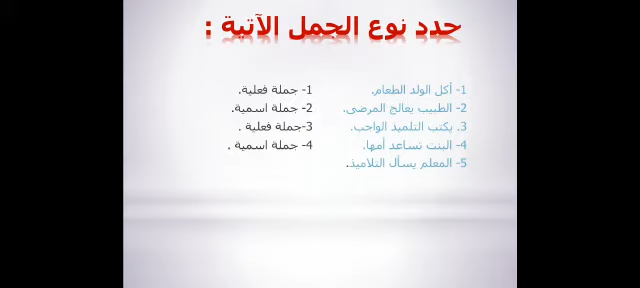 حدد نوع الجمل الآتية :
1- أكل الولد الطعام.
2- الطبيب يعالج المرضى.
3. يكتب التلميذ الواجب.
4- البنت تساعد أمها.
5- المعلم يسأل التلاميذ.
1- جملة فعلية.
2- جملة اسمية.
3-جملة فعلية .
4- جملة اسمية .